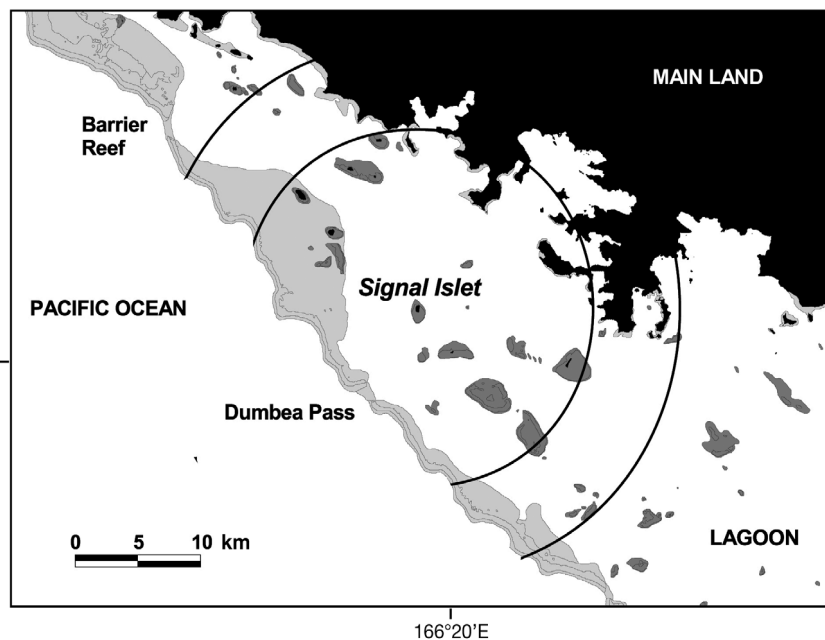 MAIN LAND
Barrier
Reef
Signal Islet
PACIFIC OCEAN
Dumbea Pass
0 5 10 km
LAGOON
166°20'E